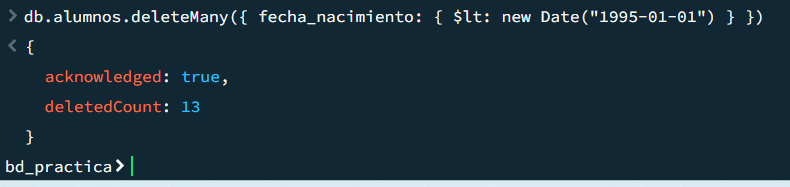 > db.alumnos.deleteMany({ fecha_nacimiento: { $lt: new Date("1995-01-01") } })
< {
acknowledged: true,
deletedCount: 13
}
bd_practica>